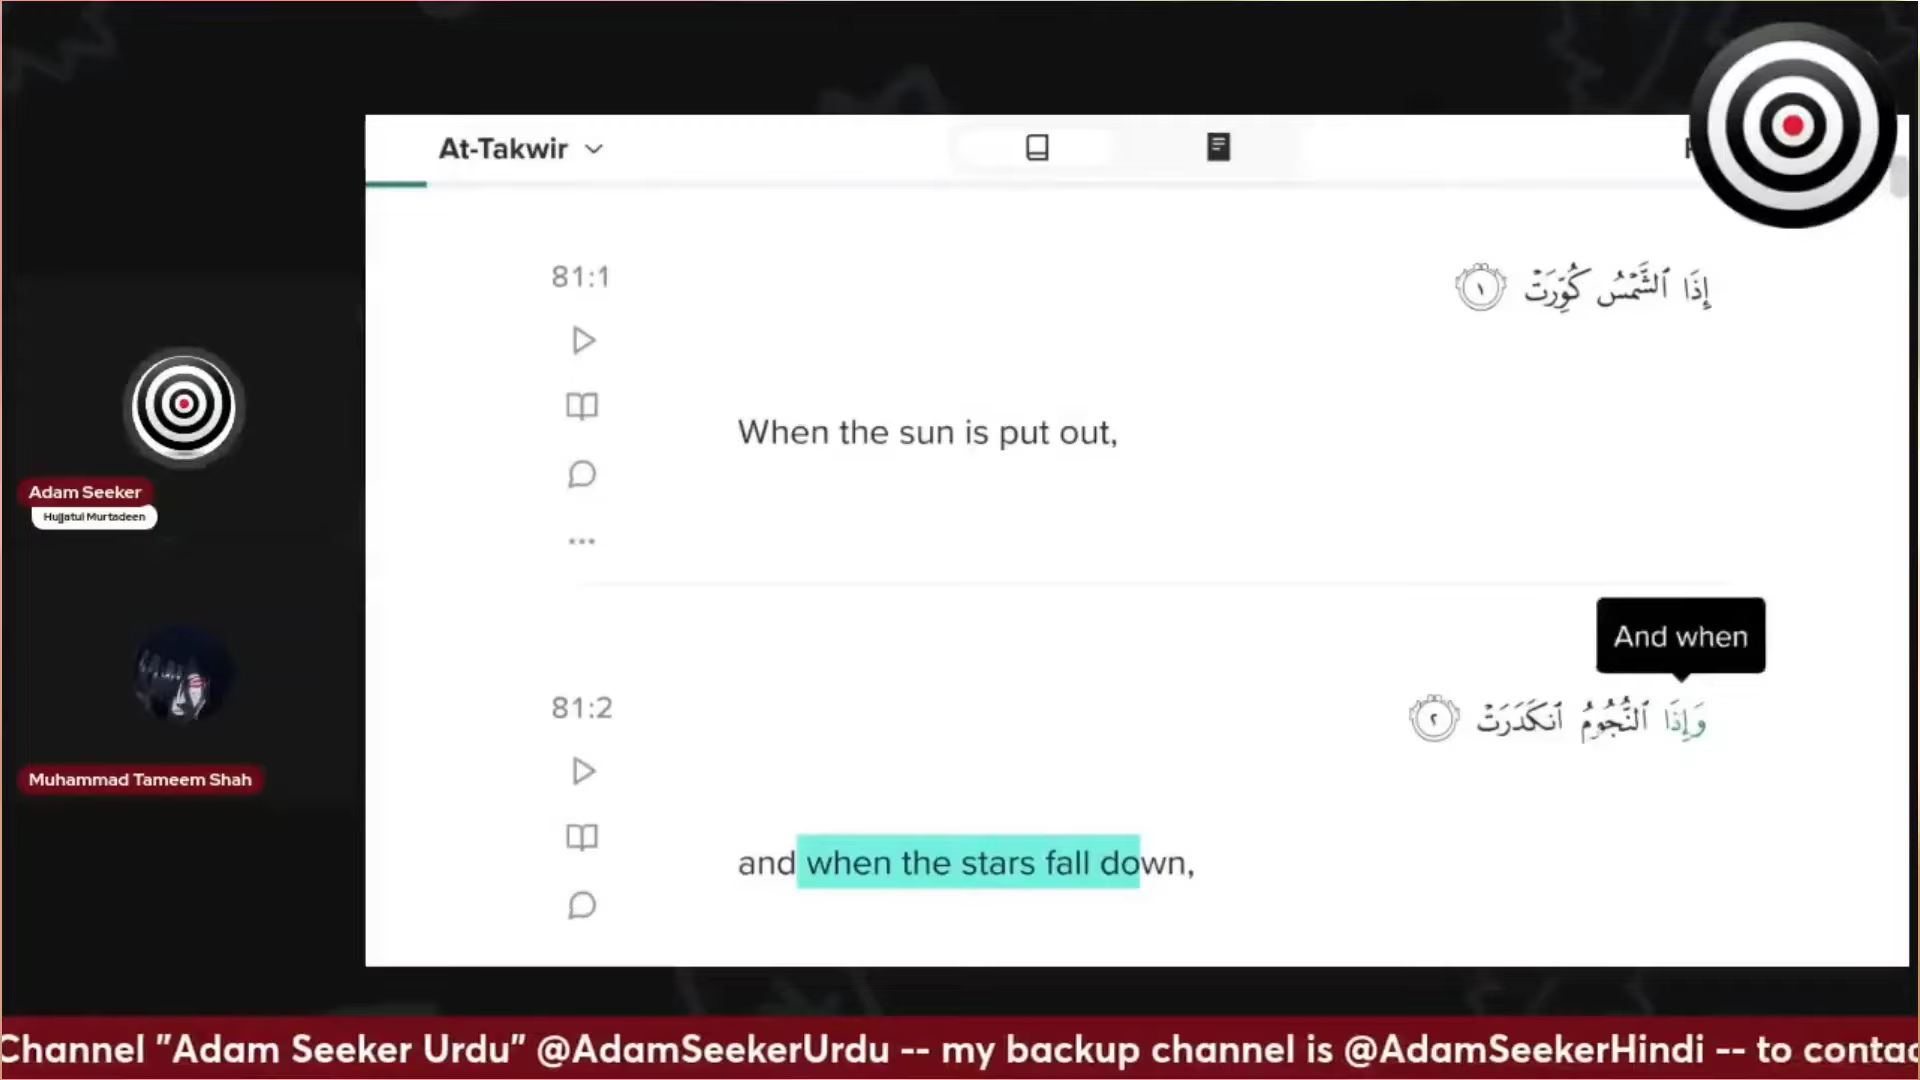 At-Takwir
81:1
إِذَا ٱلشَّمْسُ كُوِّرَتْ ١
When the sun is put out,
Adam Seeker
Hujjatul Murtadeen
And when
81:2
وَإِذَا ٱلنُّجُومُ ٱنكَدَرَتْ ٢
Muhammad Tameem Shah
and when the stars fall down,
Channel "Adam Seeker Urdu" @AdamSeekerUrdu -- my backup channel is @AdamSeekerHindi -- to